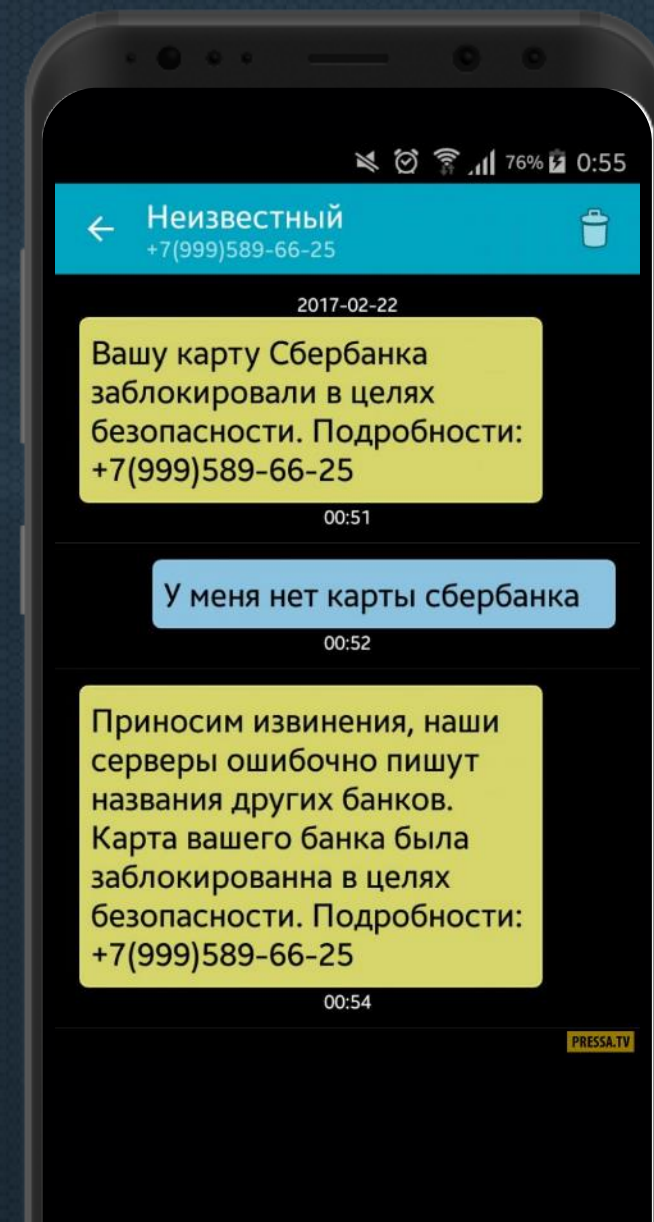 76% 0:55
Неизвестный
+7(999)589-66-25
2017-02-22
Вашу карту Сбербанка
заблокировали в целях
безопасности. Подробности:
+7(999)589-66-25
00:51
У меня нет карты сбербанка
00:52
Приносим извинения, наши
серверы ошибочно пишут
названия других банков.
Карта вашего банка была
заблокированна в целях
безопасности. Подробности:
+7(999)589-66-25
00:54
PRESSA.TV